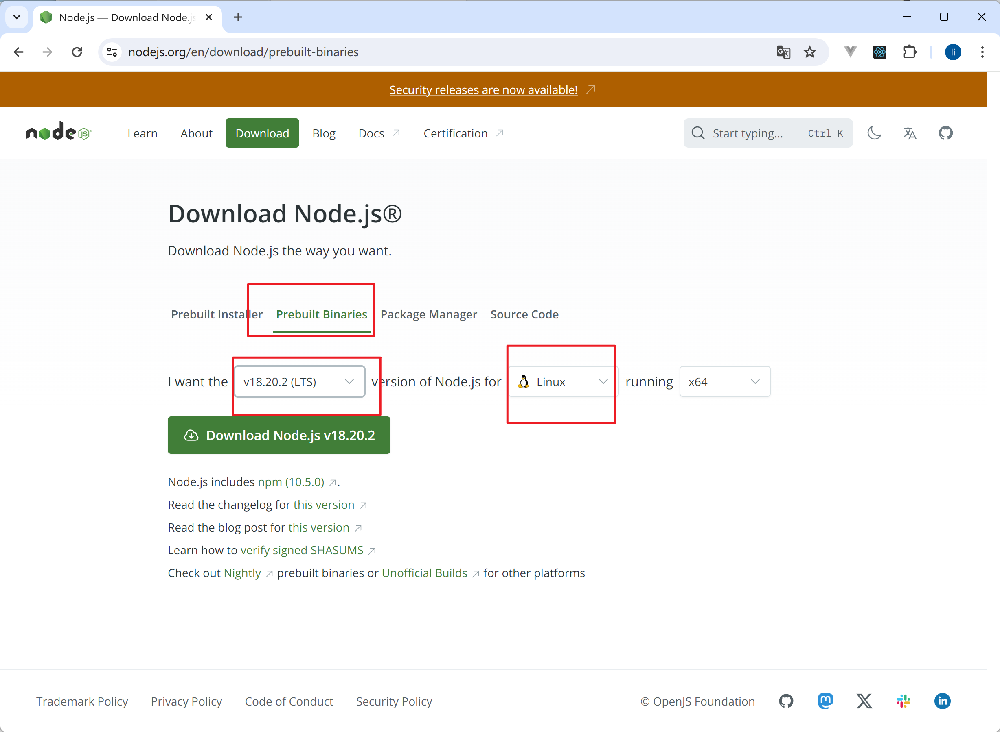 Node.js — Download Node.js
nodejs.org/en/download/prebuilt-binaries
li
Security releases are now available!
node JS
Learn About Download Blog Docs Certification Start typing... Ctrl K
Download Node.js®
Download Node.js the way you want.
Prebuilt Installer Prebuilt Binaries Package Manager Source Code
I want the v18.20.2 (LTS) version of Node.js for Linux running x64
Download Node.js v18.20.2
Node.js includes npm (10.5.0).
Read the changelog for this version
Read the blog post for this version
Learn how to verify signed SHASUMS
Check out Nightly prebuilt binaries or Unofficial Builds for other platforms
Trademark Policy Privacy Policy Code of Conduct Security Policy © OpenJS Foundation